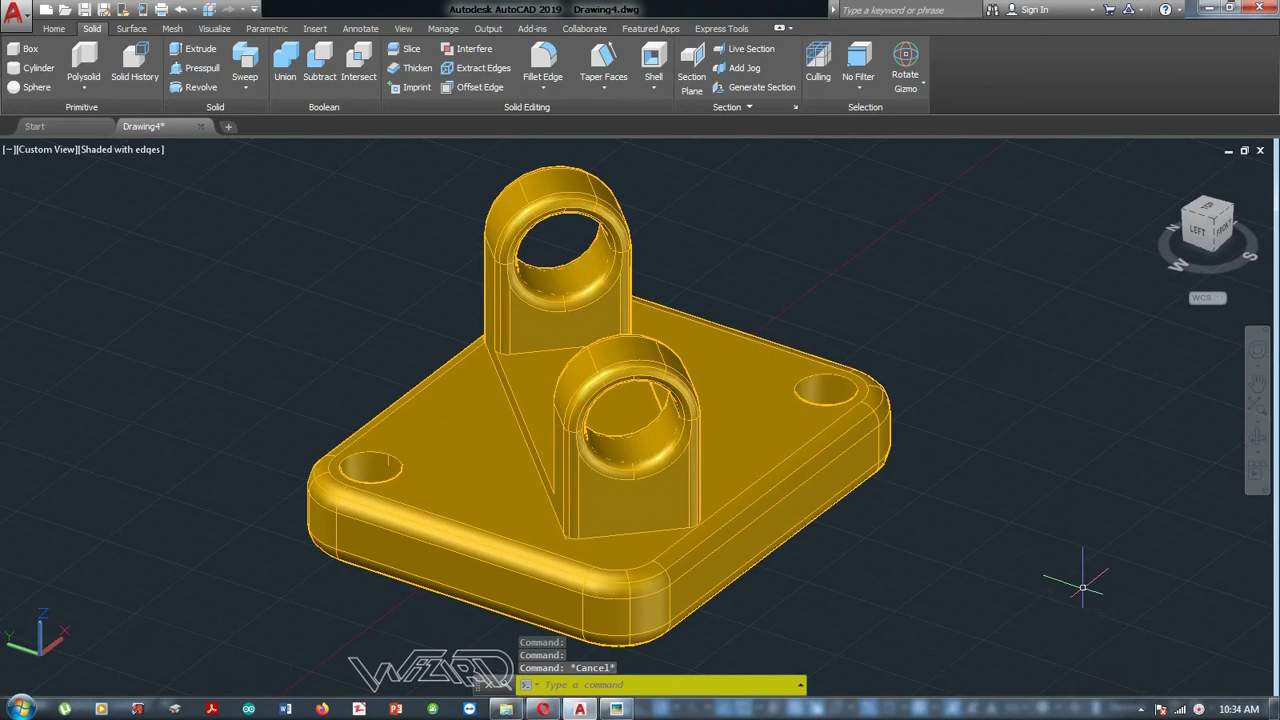 Autodesk AutoCAD 2019 Drawing4.dwg
Type a keyword or phrase
Sign In
Home Solid Surface Mesh Visualize Parametric Insert Annotate View Manage Output Add-ins Collaborate Featured Apps Express Tools
Box
Cylinder
Sphere
Polysolid
Solid History
Primitive
Extrude
Presspull
Revolve
Sweep
Solid
Union
Subtract
Intersect
Boolean
Slice
Thicken
Imprint
Interfere
Extract Edges
Offset Edge
Fillet Edge
Taper Faces
Shell
Solid Editing
Section
Plane
Live Section
Add Jog
Generate Section
Section
Culling
No Filter
Rotate
Gizmo
Selection
Start
Drawing4*
[−][Custom View][Shaded with edges]
TOP
LEFT
FRONT
N
W
S
WCS
Z
Y
X
WIZARD
Command:
Command:
Command: *Cancel*
Type a command
10:34 AM